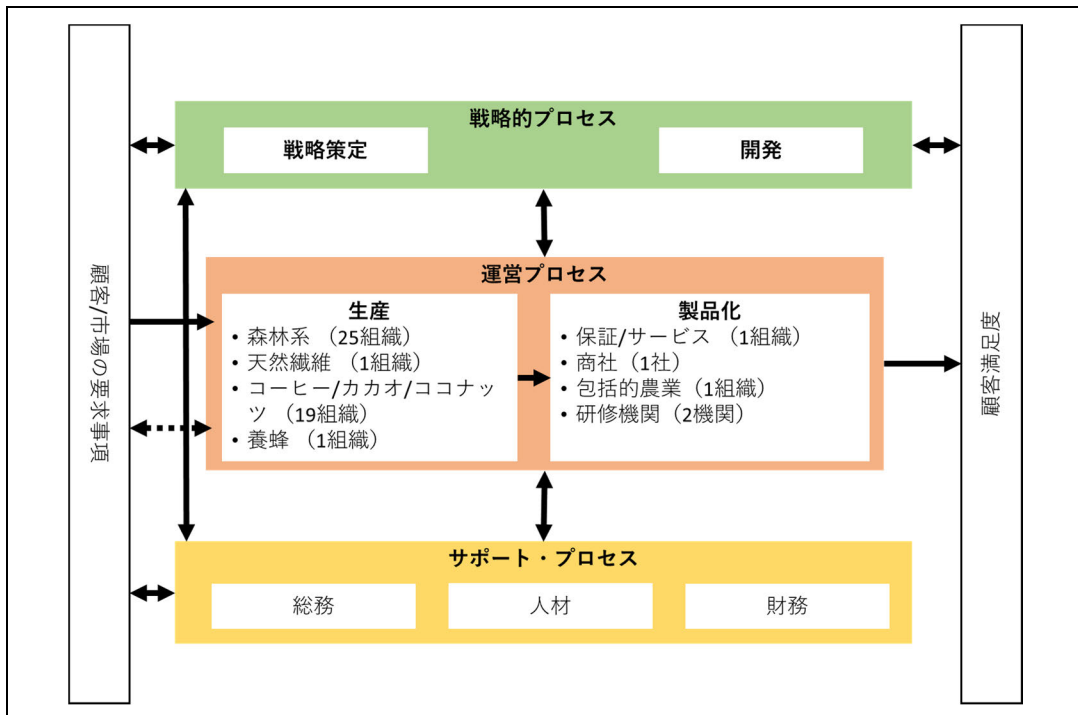 顧客/市場の要求事項
戦略的プロセス
戦略策定
開発
運営プロセス
生産
• 森林系 （25組織）
• 天然繊維 （1組織）
• コーヒー/カカオ/ココナッ
ツ （19組織）
• 養蜂 （1組織）
製品化
• 保証/サービス （1組織）
• 商社 （1社）
• 包括的農業 （1組織）
• 研修機関 （2機関）
サポート・プロセス
総務
人材
財務
顧客満足度